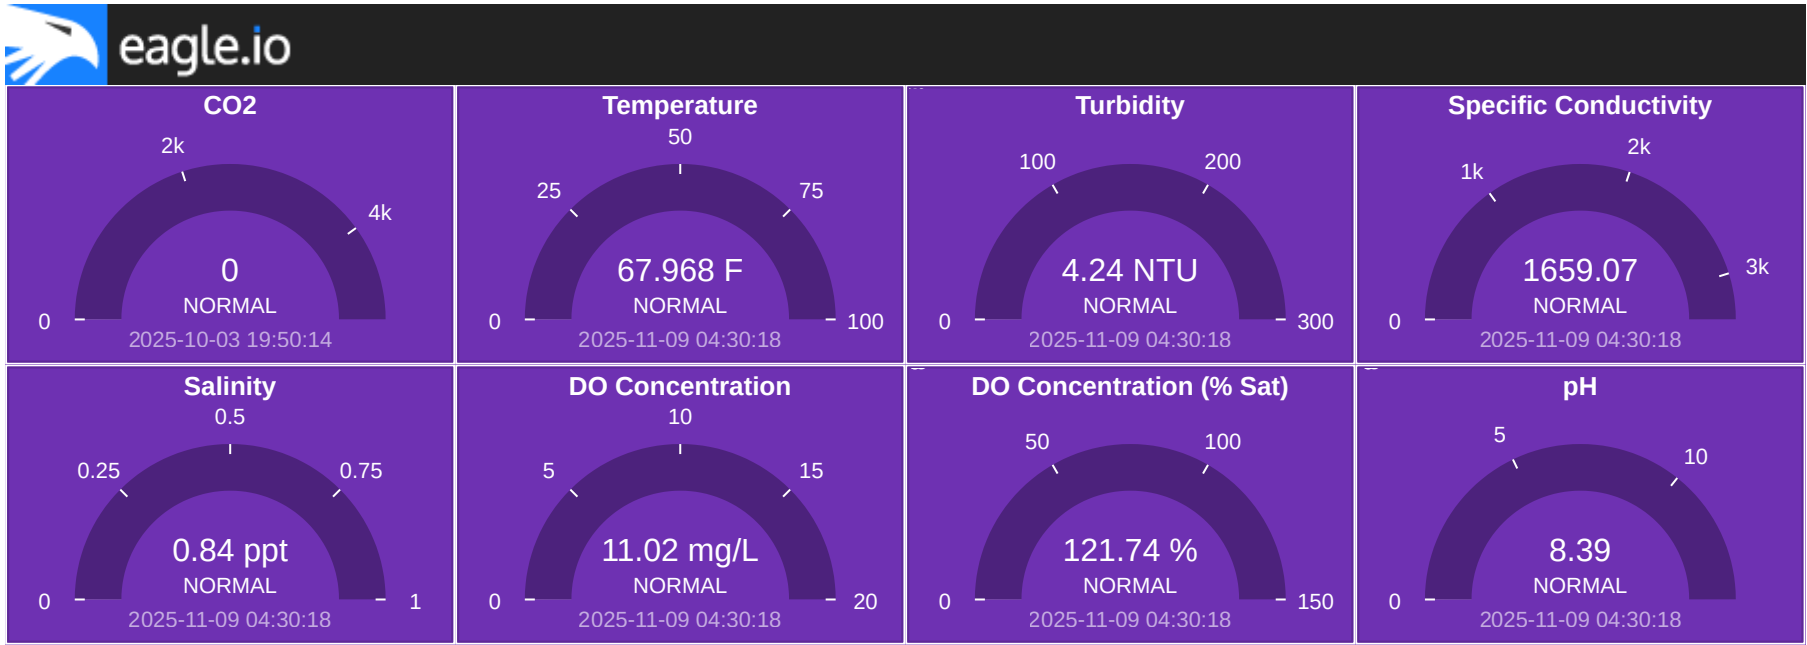 eagle.io
CO2
2k
4k
0
0
NORMAL
2025-10-03 19:50:14
Temperature
50
25
75
67.968 F
NORMAL
0
100
2025-11-09 04:30:18
Turbidity
100
200
4.24 NTU
NORMAL
0
300
2025-11-09 04:30:18
Specific Conductivity
2k
1k
3k
1659.07
NORMAL
0
2025-11-09 04:30:18
Salinity
0.5
0.25
0.75
0.84 ppt
NORMAL
0
1
2025-11-09 04:30:18
DO Concentration
10
5
15
11.02 mg/L
NORMAL
0
20
2025-11-09 04:30:18
DO Concentration (% Sat)
50
100
121.74 %
NORMAL
0
150
2025-11-09 04:30:18
pH
5
10
8.39
NORMAL
0
2025-11-09 04:30:18